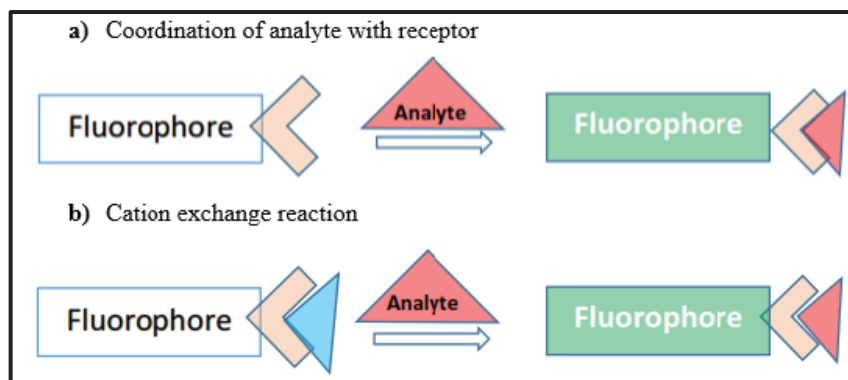 a) Coordination of analyte with receptor
Fluorophore
Analyte
Fluorophore
b) Cation exchange reaction
Fluorophore
Analyte
Fluorophore